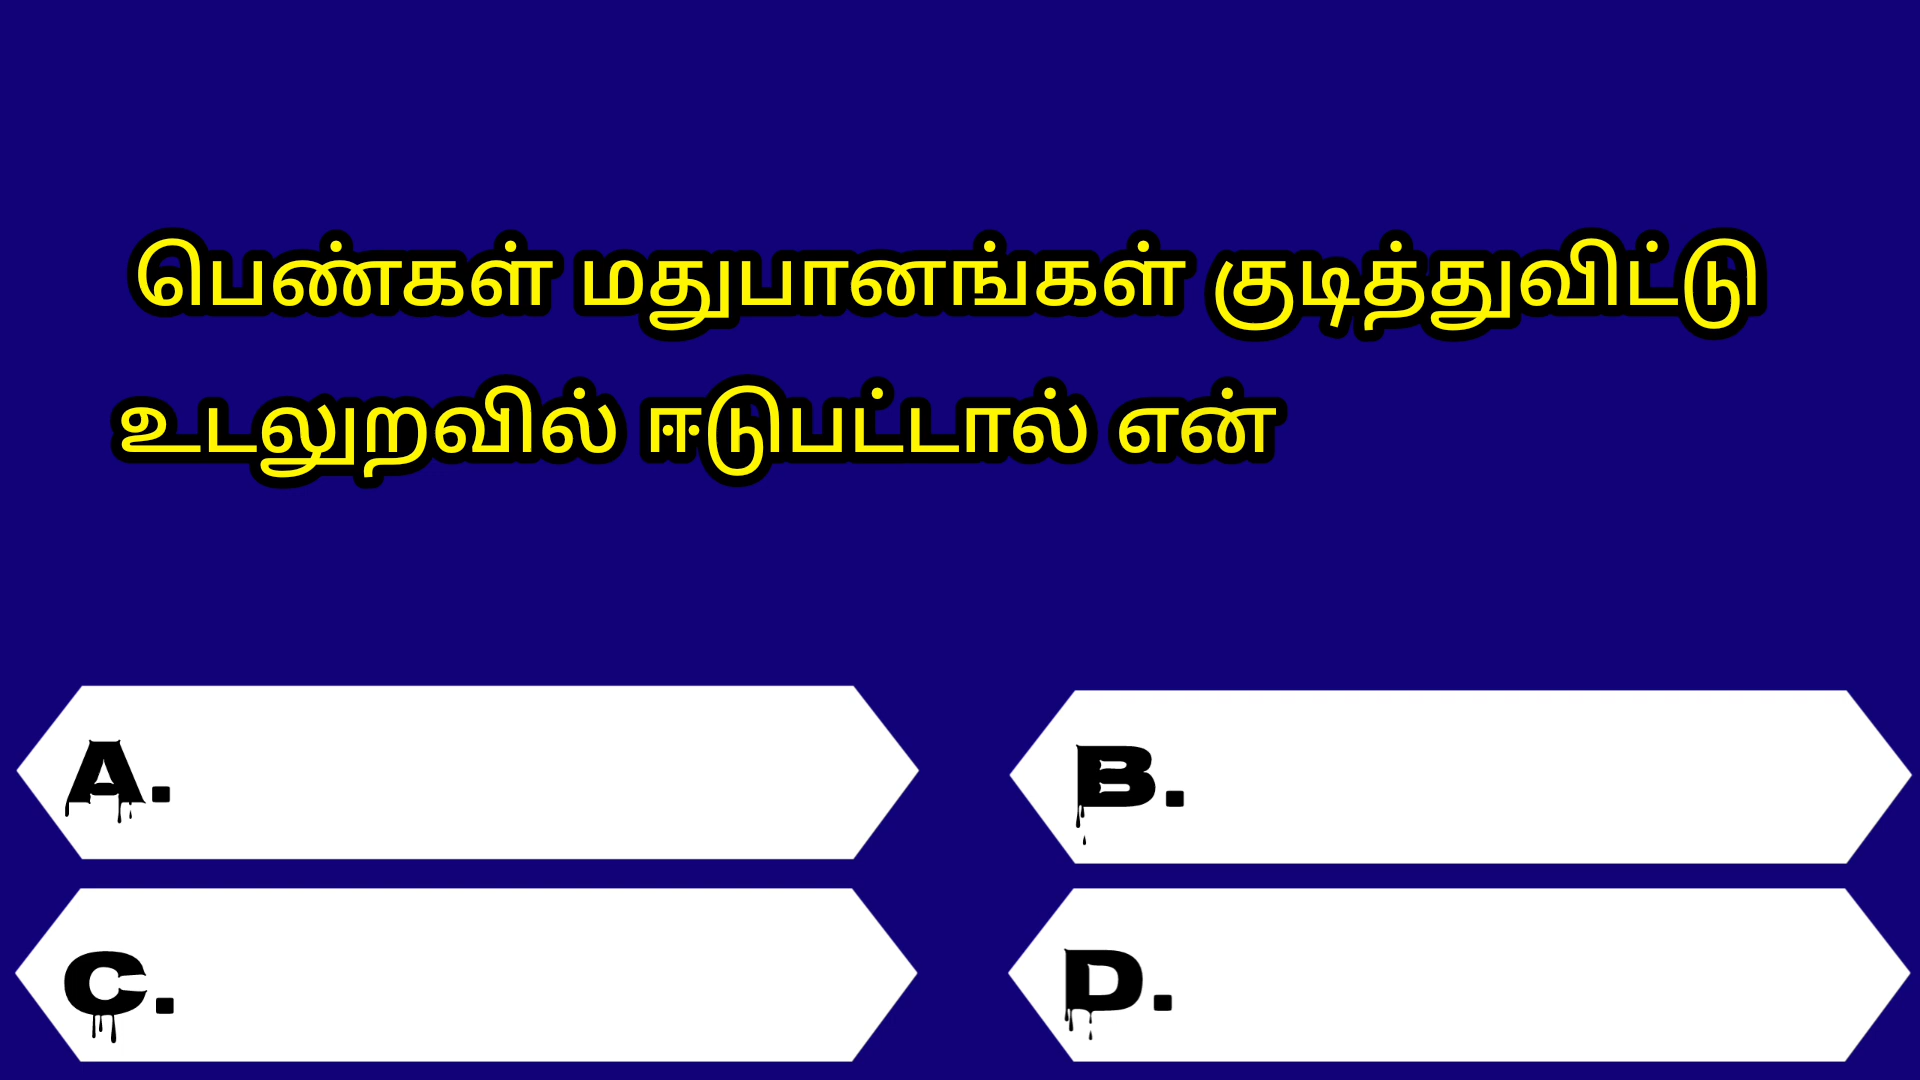 பெண்கள் மதுபானங்கள் குடித்துவிட்டு
உடலுறவில் ஈடுபட்டால் என்
A.
B.
C.
D.